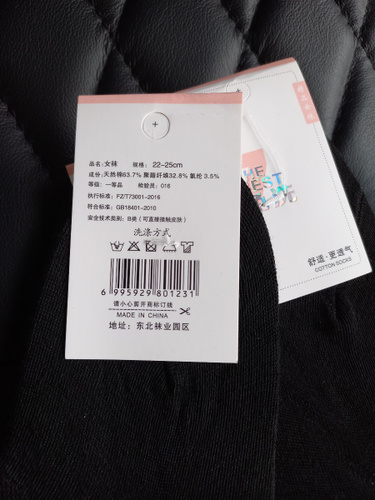 品名: 女袜 规格: 22-25cm
成份: 天然棉63.7% 聚酯纤维32.8% 氨纶 3.5%
等级: 一等品 检验员: 016
执行标准: FZ/T73001-2016
符合标准: GB18401-2010
安全技术类别: B类 (可直接接触皮肤)
洗涤方式
6 995929 801231
请小心剪开商标订线
MADE IN CHINA
地址: 东北袜业园区
舒适·更透气
COTTON SOCKS